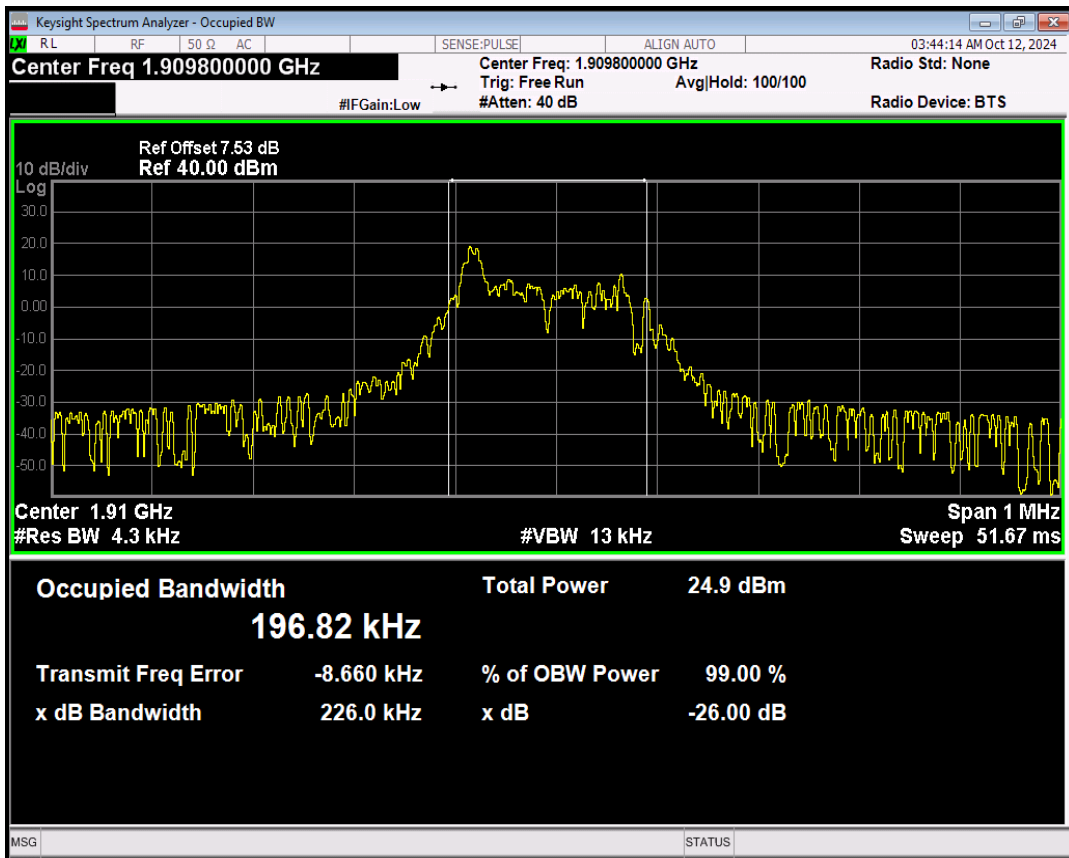 Keysight Spectrum Analyzer - Occupied BW
LXI RL RF 50 Ω AC SENSE:PULSE ALIGN AUTO 03:44:14 AM Oct 12, 2024
Center Freq 1.909800000 GHz Center Freq: 1.909800000 GHz Radio Std: None
Trig: Free Run Avg|Hold: 100/100
#IFGain:Low #Atten: 40 dB Radio Device: BTS
Ref Offset 7.53 dB
10 dB/div Ref 40.00 dBm
Log
30.0
20.0
10.0
0.00
-10.0
-20.0
-30.0
-40.0
-50.0
Center 1.91 GHz Span 1 MHz
#Res BW 4.3 kHz #VBW 13 kHz Sweep 51.67 ms
Occupied Bandwidth Total Power 24.9 dBm
196.82 kHz
Transmit Freq Error -8.660 kHz % of OBW Power 99.00 %
x dB Bandwidth 226.0 kHz x dB -26.00 dB
MSG STATUS